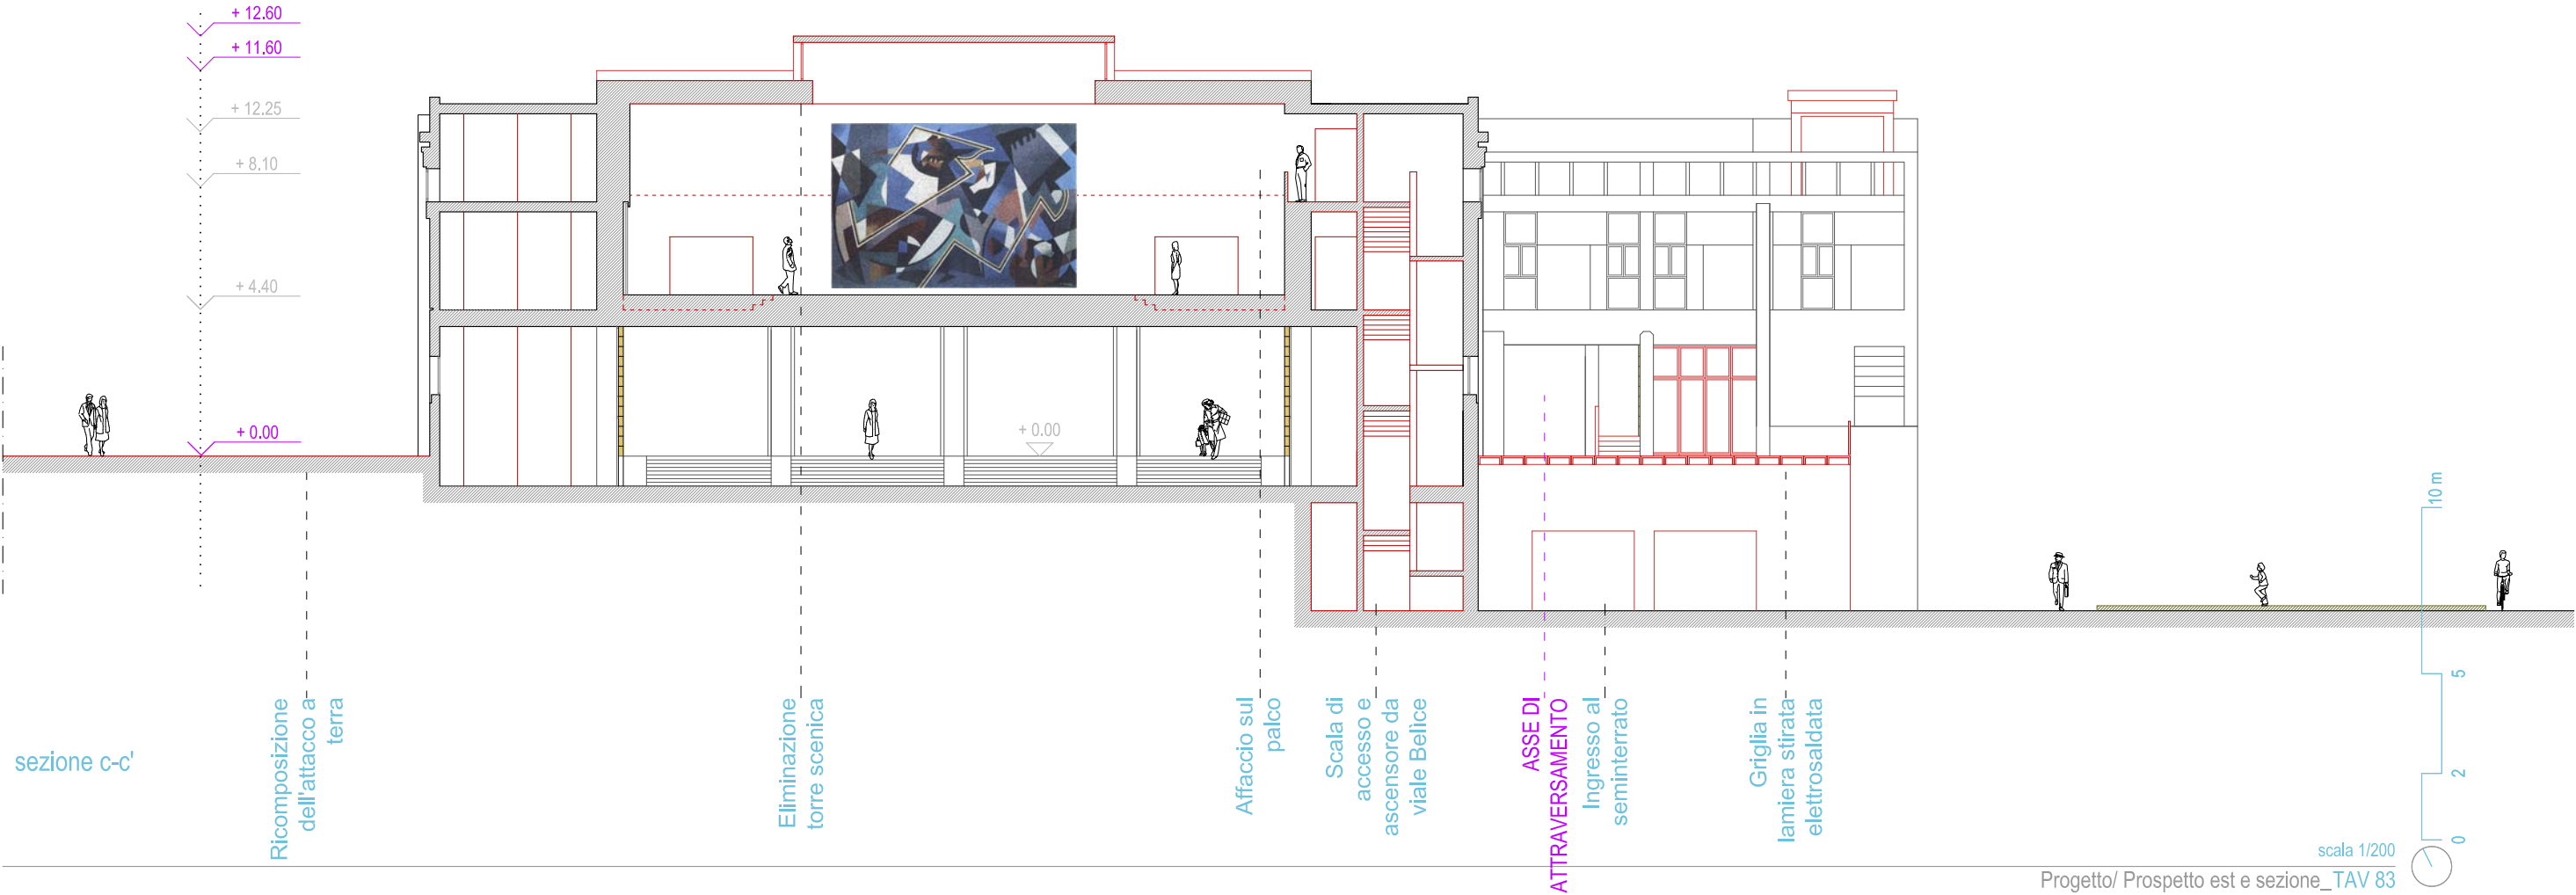 + 12.60
+ 11.60
+ 12.25
+ 8.10
+ 4.40
+ 0.00
+ 0.00
sezione c-c'
Ricomposizione
dell'attacco a
terra
Eliminazione
torre scenica
Affaccio sul
palco
Scala di
accesso e
ascensore da
viale Belìce
ASSE DI
ATTRAVERSAMENTO
Ingresso al
seminterrato
Griglia in
lamiera stirata
elettrosaldata
10 m
5
2
0
scala 1/200
Progetto/ Prospetto est e sezione_TAV 83